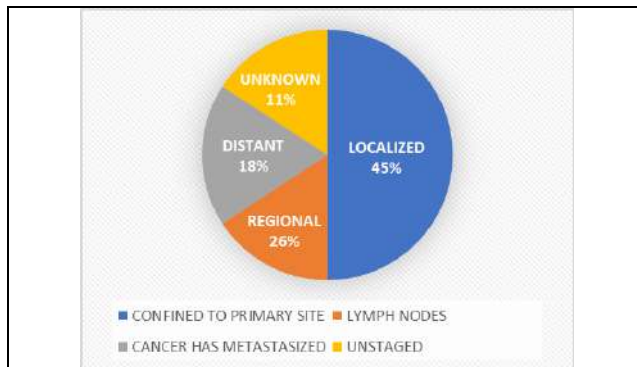 UNKNOWN
11%
DISTANT
18%
LOCALIZED
45%
REGIONAL
26%
CONFINED TO PRIMARY SITE LYMPH NODES
CANCER HAS METASTASIZED UNSTAGED